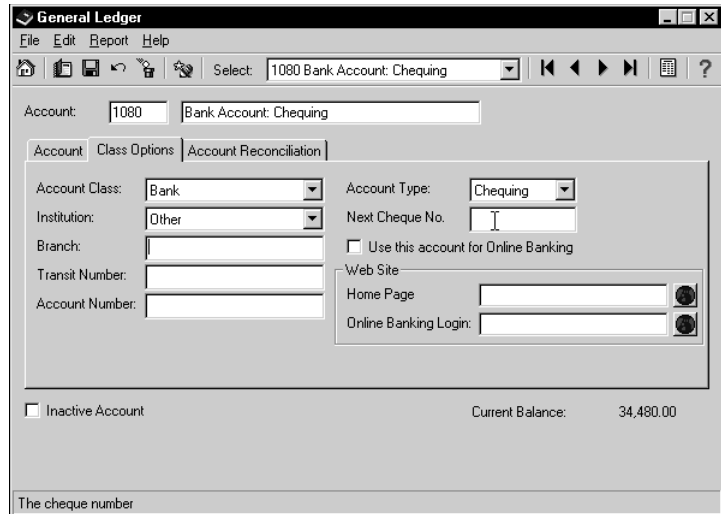 General Ledger
File Edit Report Help
Select: 1080 Bank Account: Chequing ?
Account: 1080 Bank Account: Chequing
Account Class Options Account Reconciliation
Account Class: Bank Account Type: Chequing
Institution: Other Next Cheque No.
Branch: Use this account for Online Banking
Transit Number: Web Site
Account Number: Home Page
Online Banking Login:
Inactive Account Current Balance: 34,480.00
The cheque number